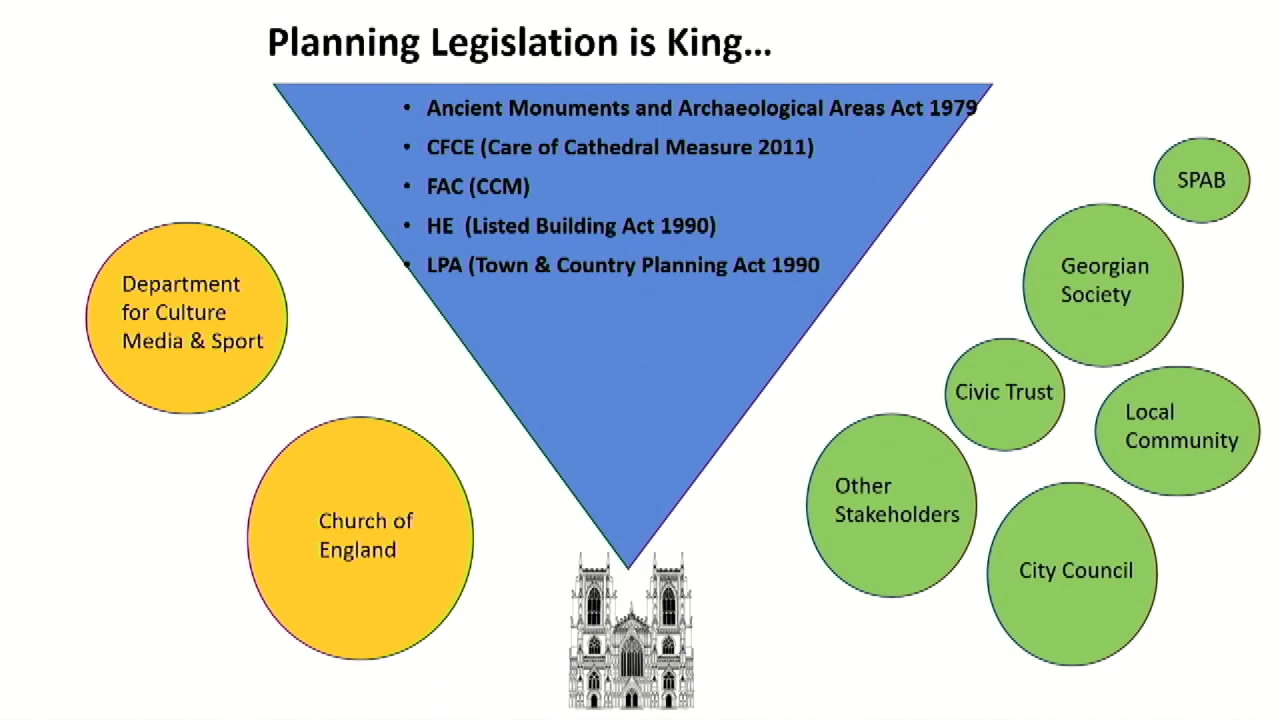 Planning Legislation is King...
• Ancient Monuments and Archaeological Areas Act 1979
• CFCE (Care of Cathedral Measure 2011)
• FAC (CCM)
• HE (Listed Building Act 1990)
• LPA (Town & Country Planning Act 1990
Department
for Culture
Media & Sport
Church of
England
SPAB
Georgian
Society
Civic Trust
Local
Community
Other
Stakeholders
City Council